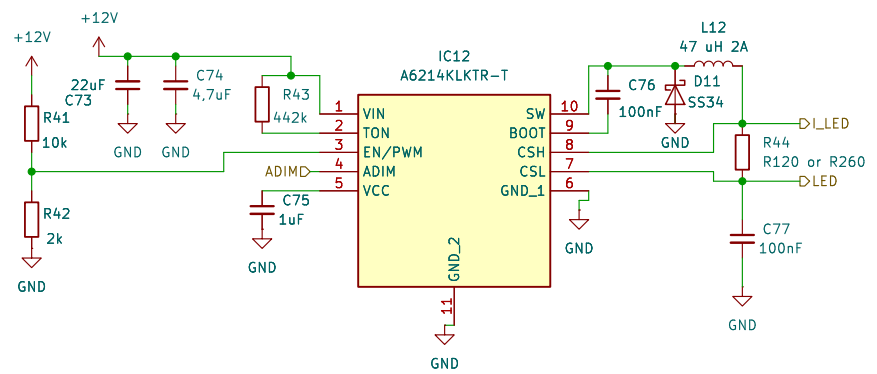 +12V
+12V
22uF
C73
C74
4,7uF
R41
10k
R42
2k
GND
GND
GND
R43
442k
IC12
A6214KLKTR-T
1 VIN
2 TON
3 EN/PWM
4 ADIM
5 VCC
SW 10
BOOT 9
CSH 8
CSL 7
GND_1 6
GND_2
11
ADIM
C75
1uF
GND
GND
GND
C76
100nF
L12
47 uH 2A
D11
SS34
GND
I_LED
R44
R120 or R260
LED
C77
100nF
GND